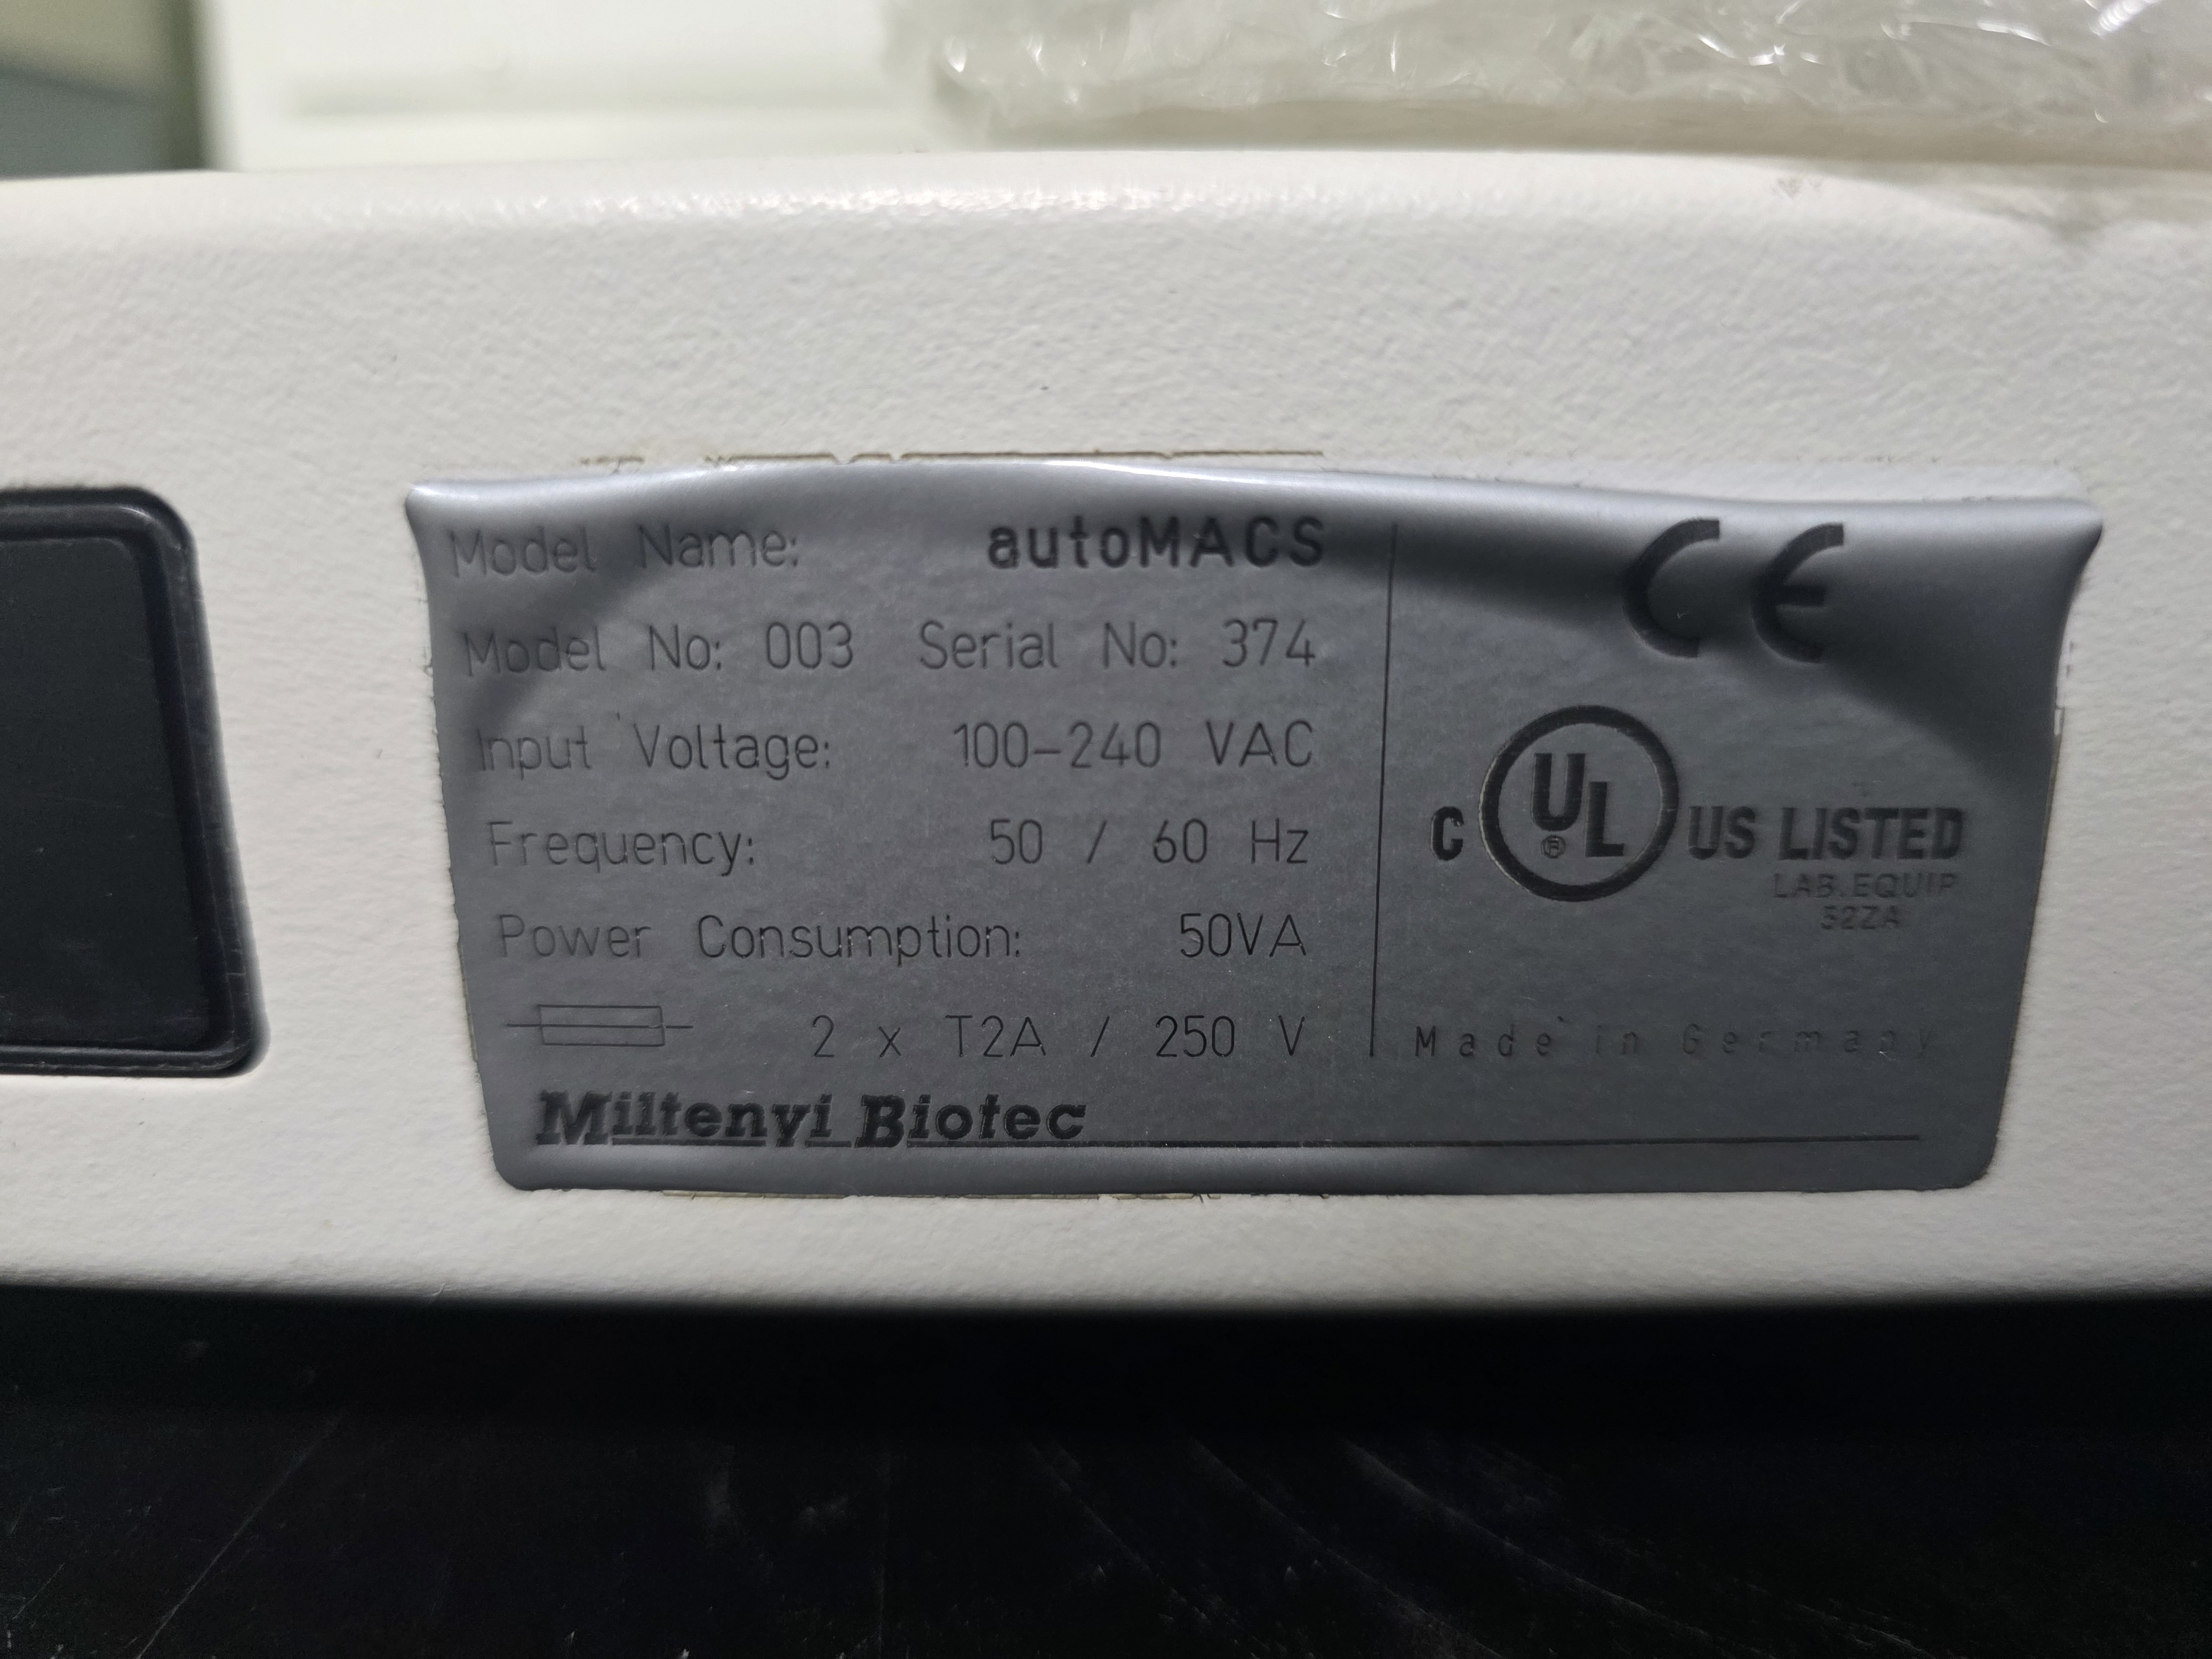 Model Name: autoMACS
Model No: 003 Serial No: 374
Input Voltage: 100-240 VAC
Frequency: 50 / 60 Hz
Power Consumption: 50VA
2 x T2A / 250 V
Miltenyi Biotec
CE
C UL® US LISTED
LAB.EQUIP
32ZA
Made in Germany